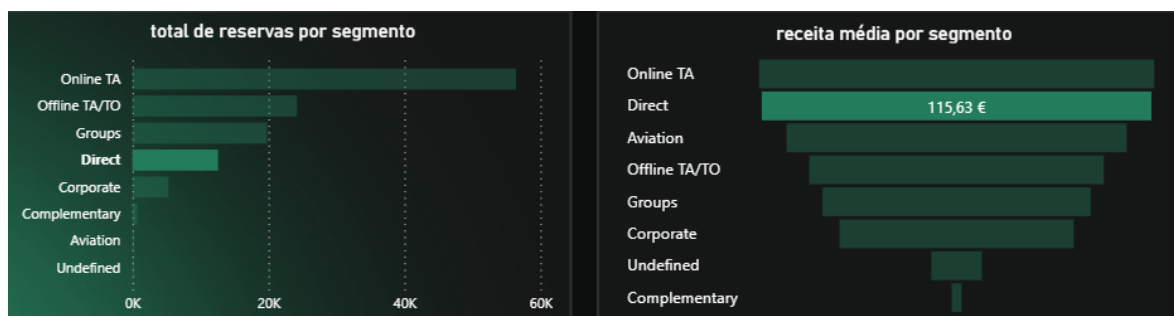 total de reservas por segmento
Online TA
Offline TA/TO
Groups
Direct
Corporate
Complementary
Aviation
Undefined
0K 20K 40K 60K
receita média por segmento
Online TA
Direct 115,63 €
Aviation
Offline TA/TO
Groups
Corporate
Undefined
Complementary